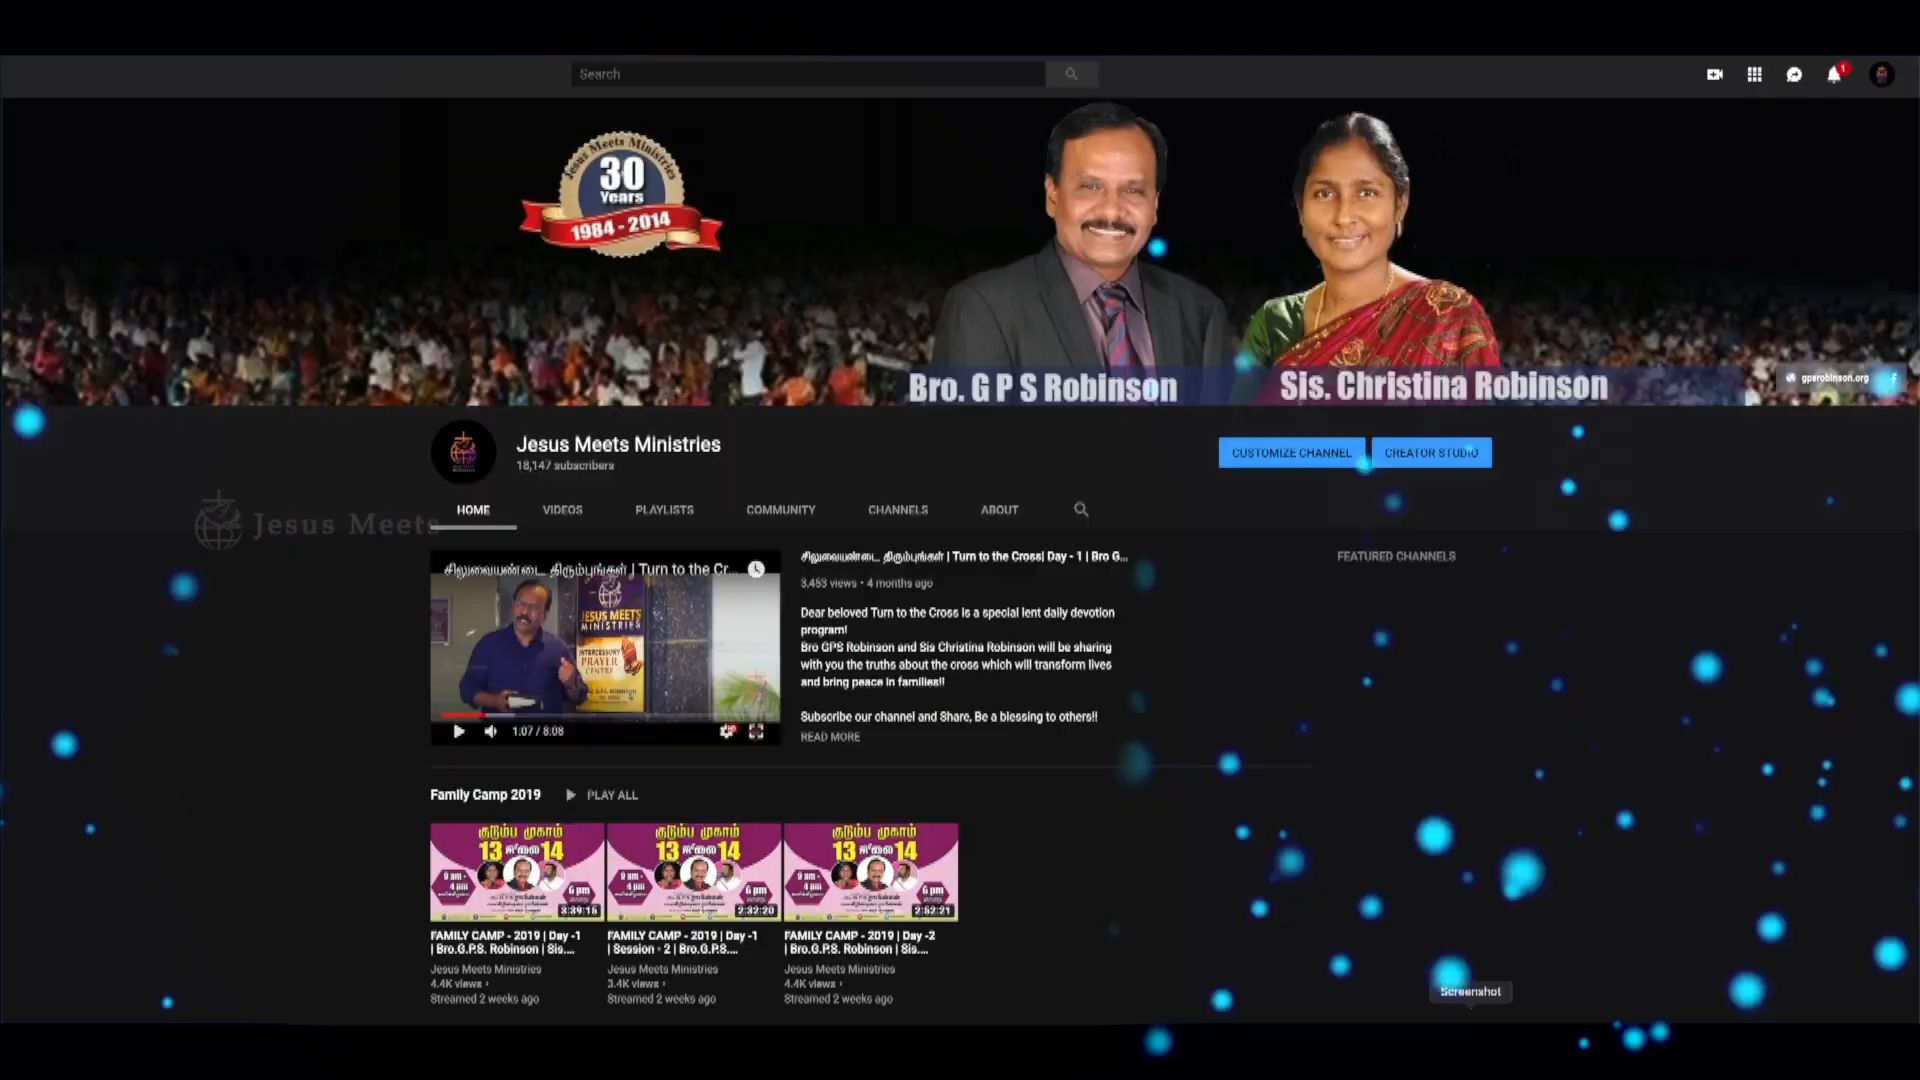 Search
1
Jesus Meets Ministries
30
Years
1984 - 2014
Bro. G P S Robinson
Sis. Christina Robinson
gpsrobinson.org
Jesus Meets Ministries
18,147 subscribers
CUSTOMIZE CHANNEL
CREATOR STUDIO
HOME
VIDEOS
PLAYLISTS
COMMUNITY
CHANNELS
ABOUT
Jesus Meets
சிலுவையண்டை திரும்புங்கள் | Turn to the Cr...
JESUS MEETS
MINISTRIES
INTERCESSORY
PRAYER
CENTRE
1:07 / 8:08
சிலுவையண்டை திரும்புங்கள் | Turn to the Cross| Day - 1 | Bro G...
3,453 views • 4 months ago
Dear beloved Turn to the Cross is a special lent daily devotion
program!
Bro GPS Robinson and Sis Christina Robinson will be sharing
with you the truths about the cross which will transform lives
and bring peace in families!!
Subscribe our channel and Share, Be a blessing to others!!
READ MORE
FEATURED CHANNELS
Family Camp 2019
PLAY ALL
குடும்ப முகாம்
13 ஜூலை 14
9 am -
4 pm
6 pm
3:39:15
குடும்ப முகாம்
13 ஜூலை 14
9 am -
4 pm
6 pm
2:32:20
குடும்ப முகாம்
13 ஜூலை 14
9 am -
4 pm
6 pm
2:52:21
FAMILY CAMP - 2019 | Day -1
| Bro.G.P.S. Robinson | Sis....
Jesus Meets Ministries
4.4K views •
Streamed 2 weeks ago
FAMILY CAMP - 2019 | Day -1
| Session - 2 | Bro.G.P.S....
Jesus Meets Ministries
3.4K views •
Streamed 2 weeks ago
FAMILY CAMP - 2019 | Day -2
| Bro.G.P.S. Robinson | Sis....
Jesus Meets Ministries
4.4K views •
Streamed 2 weeks ago
Screenshot